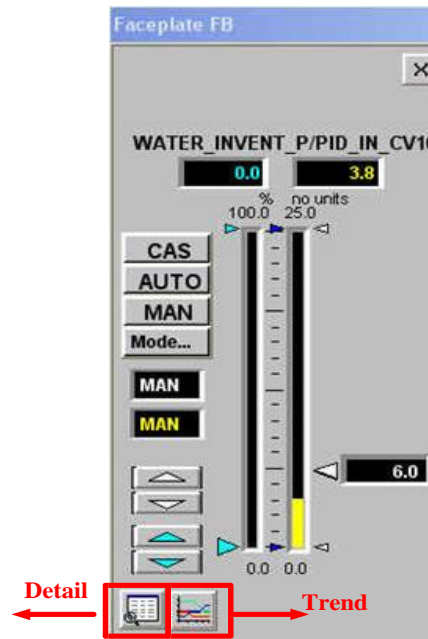 Faceplate FB
WATER_INVENT_P/PID_IN_CV10
0.0 3.8
% no units
100.0 25.0
CAS
AUTO
MAN
Mode...
MAN
MAN
6.0
0.0 0.0
Detail
Trend